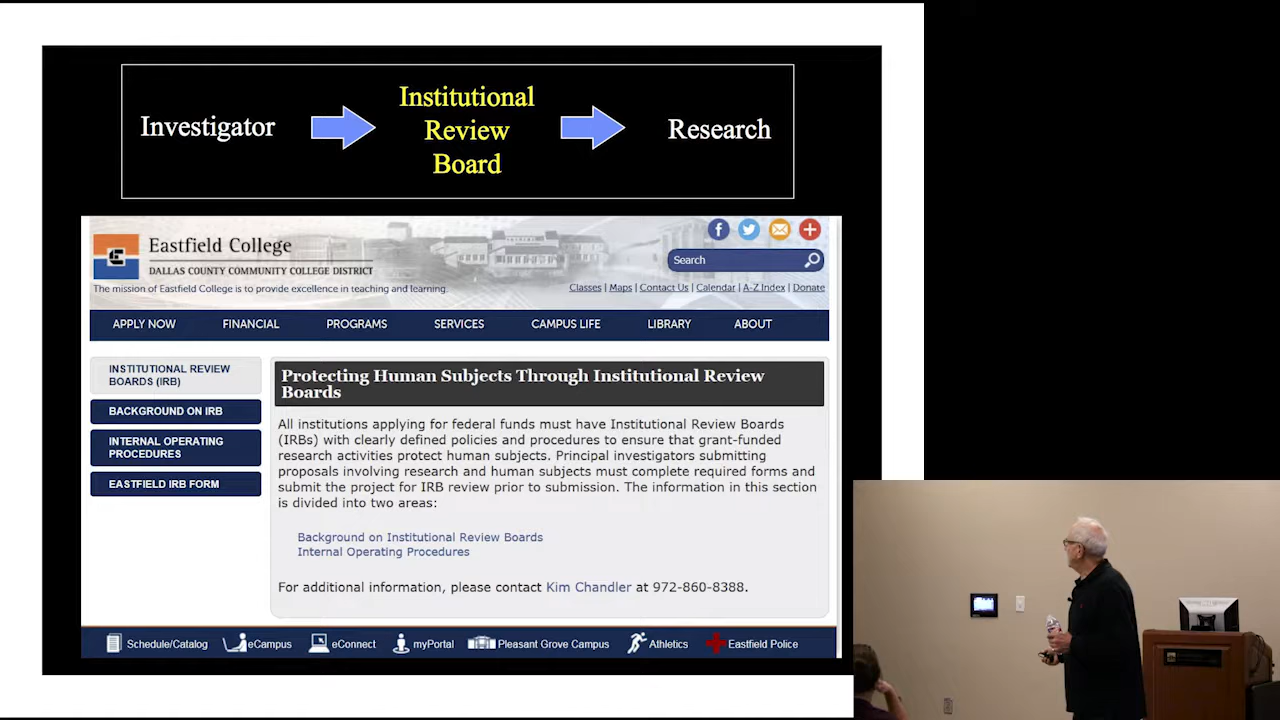 Investigator
Institutional
Review
Board
Research
Eastfield College
DALLAS COUNTY COMMUNITY COLLEGE DISTRICT
The mission of Eastfield College is to provide excellence in teaching and learning.
Search
Classes | Maps | Contact Us | Calendar | A-Z Index | Donate
APPLY NOW FINANCIAL PROGRAMS SERVICES CAMPUS LIFE LIBRARY ABOUT
INSTITUTIONAL REVIEW
BOARDS (IRB)
BACKGROUND ON IRB
INTERNAL OPERATING
PROCEDURES
EASTFIELD IRB FORM
Protecting Human Subjects Through Institutional Review
Boards
All institutions applying for federal funds must have Institutional Review Boards
(IRBs) with clearly defined policies and procedures to ensure that grant-funded
research activities protect human subjects. Principal investigators submitting
proposals involving research and human subjects must complete required forms and
submit the project for IRB review prior to submission. The information in this section
is divided into two areas:
Background on Institutional Review Boards
Internal Operating Procedures
For additional information, please contact Kim Chandler at 972-860-8388.
Schedule/Catalog eCampus eConnect myPortal Pleasant Grove Campus Athletics Eastfield Police